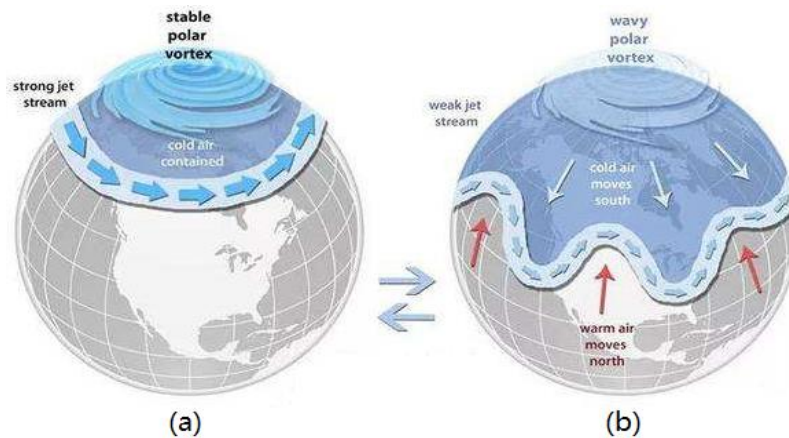 stable
polar
vortex
strong jet
stream
cold air
contained
(a)
wavy
polar
vortex
weak jet
stream
cold air
moves
south
warm air
moves
north
(b)